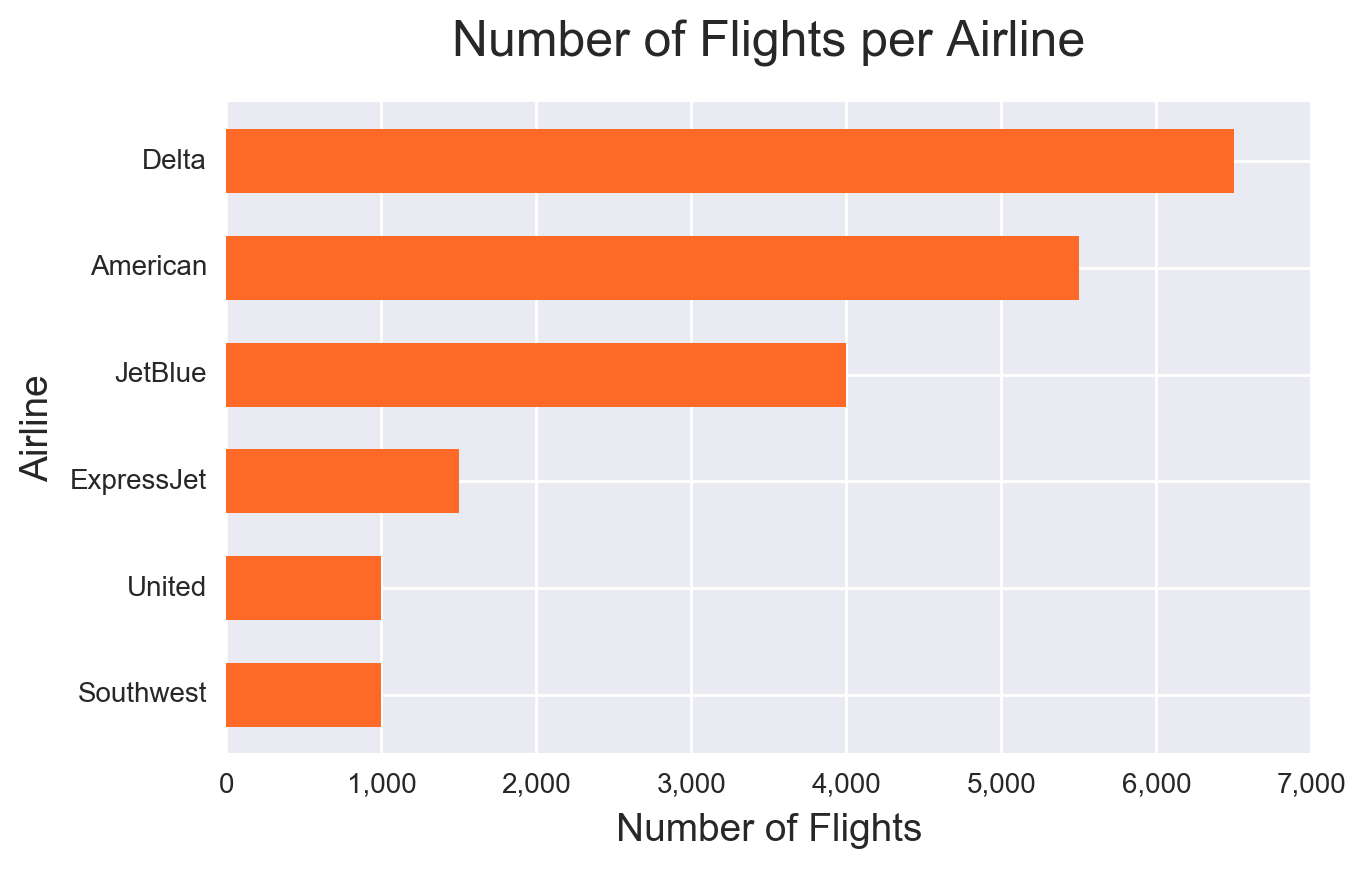 Number of Flights per Airline
Airline
Delta
American
JetBlue
ExpressJet
United
Southwest
0 1,000 2,000 3,000 4,000 5,000 6,000 7,000
Number of Flights